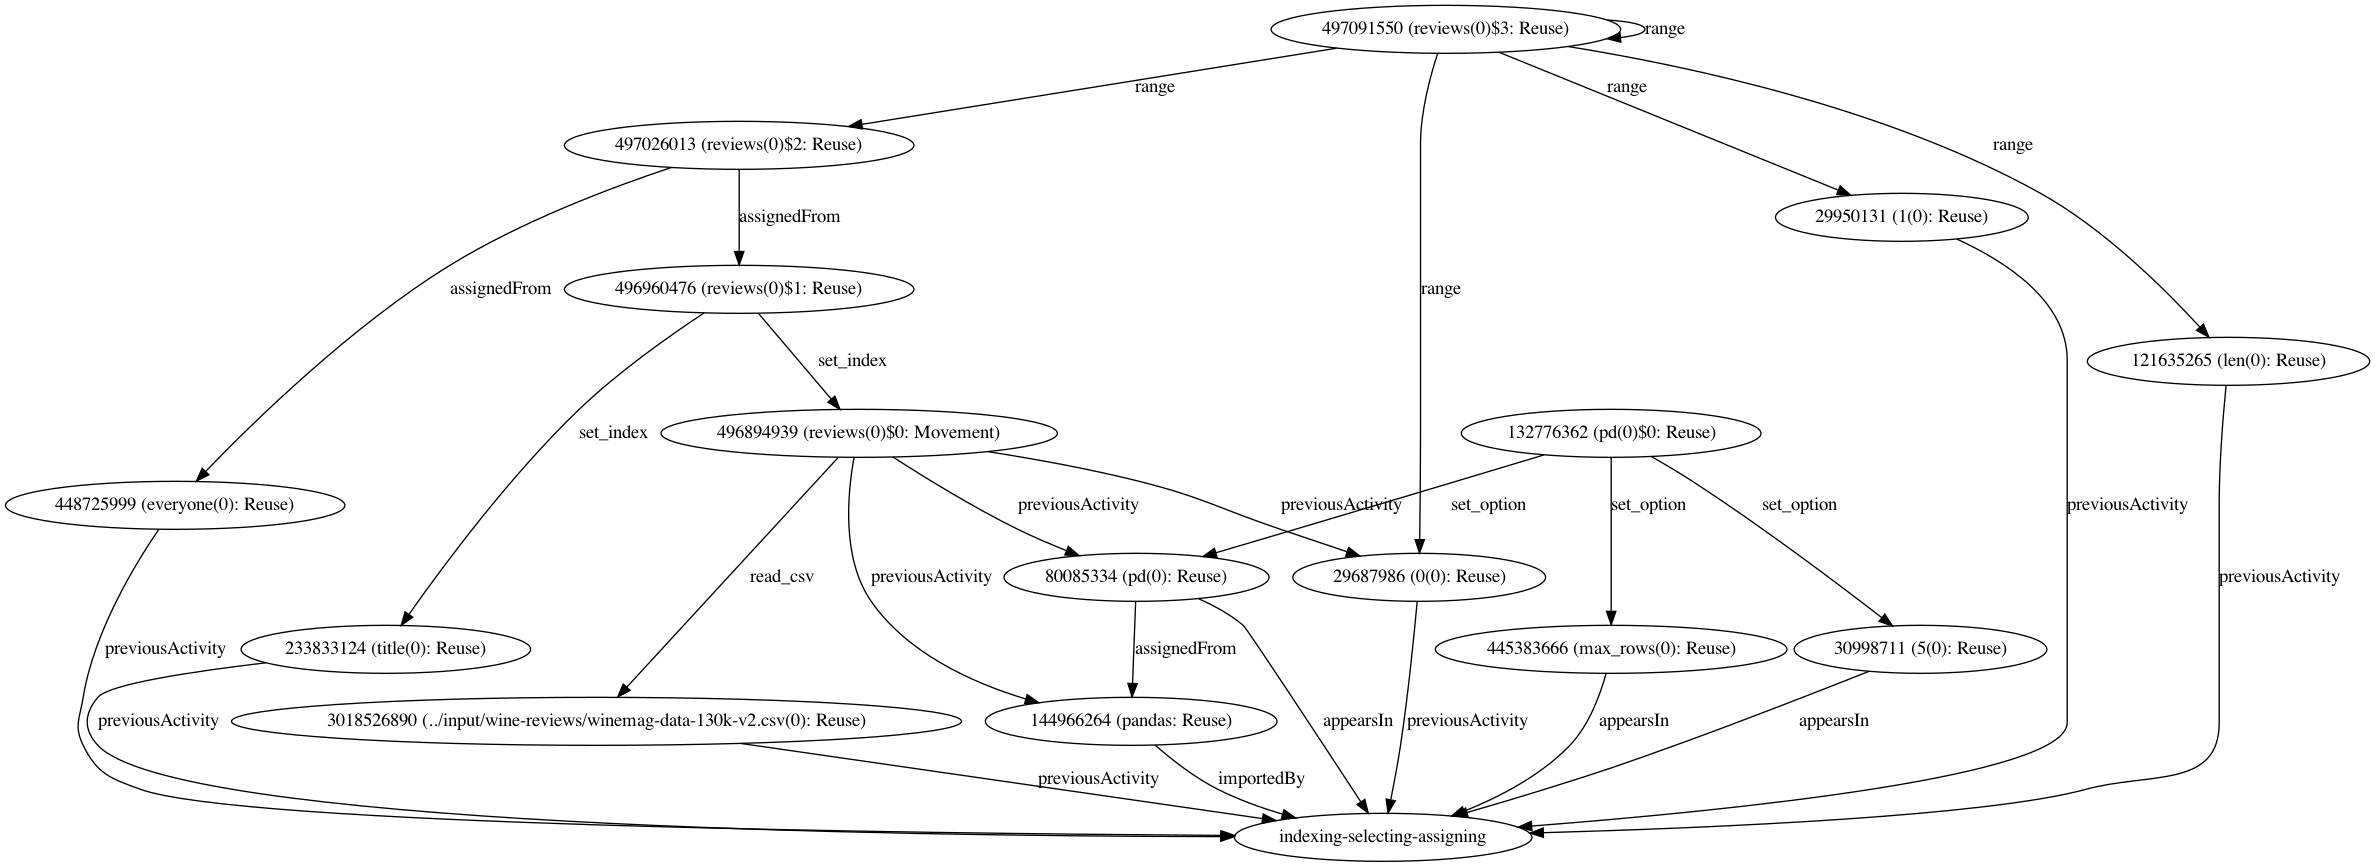 497091550 (reviews(0)$3: Reuse)
range
range
range
range
497026013 (reviews(0)$2: Reuse)
range
assignedFrom
29950131 (1(0): Reuse)
assignedFrom
496960476 (reviews(0)$1: Reuse)
range
set_index
121635265 (len(0): Reuse)
set_index
496894939 (reviews(0)$0: Movement)
132776362 (pd(0)$0: Reuse)
448725999 (everyone(0): Reuse)
previousActivity
previousActivity
set_option
set_option
set_option
previousActivity
read_csv
previousActivity
80085334 (pd(0): Reuse)
29687986 (0(0): Reuse)
previousActivity
previousActivity
233833124 (title(0): Reuse)
assignedFrom
445383666 (max_rows(0): Reuse)
30998711 (5(0): Reuse)
previousActivity
3018526890 (../input/wine-reviews/winemag-data-130k-v2.csv(0): Reuse)
144966264 (pandas: Reuse)
appearsIn
previousActivity
appearsIn
appearsIn
previousActivity
importedBy
indexing-selecting-assigning